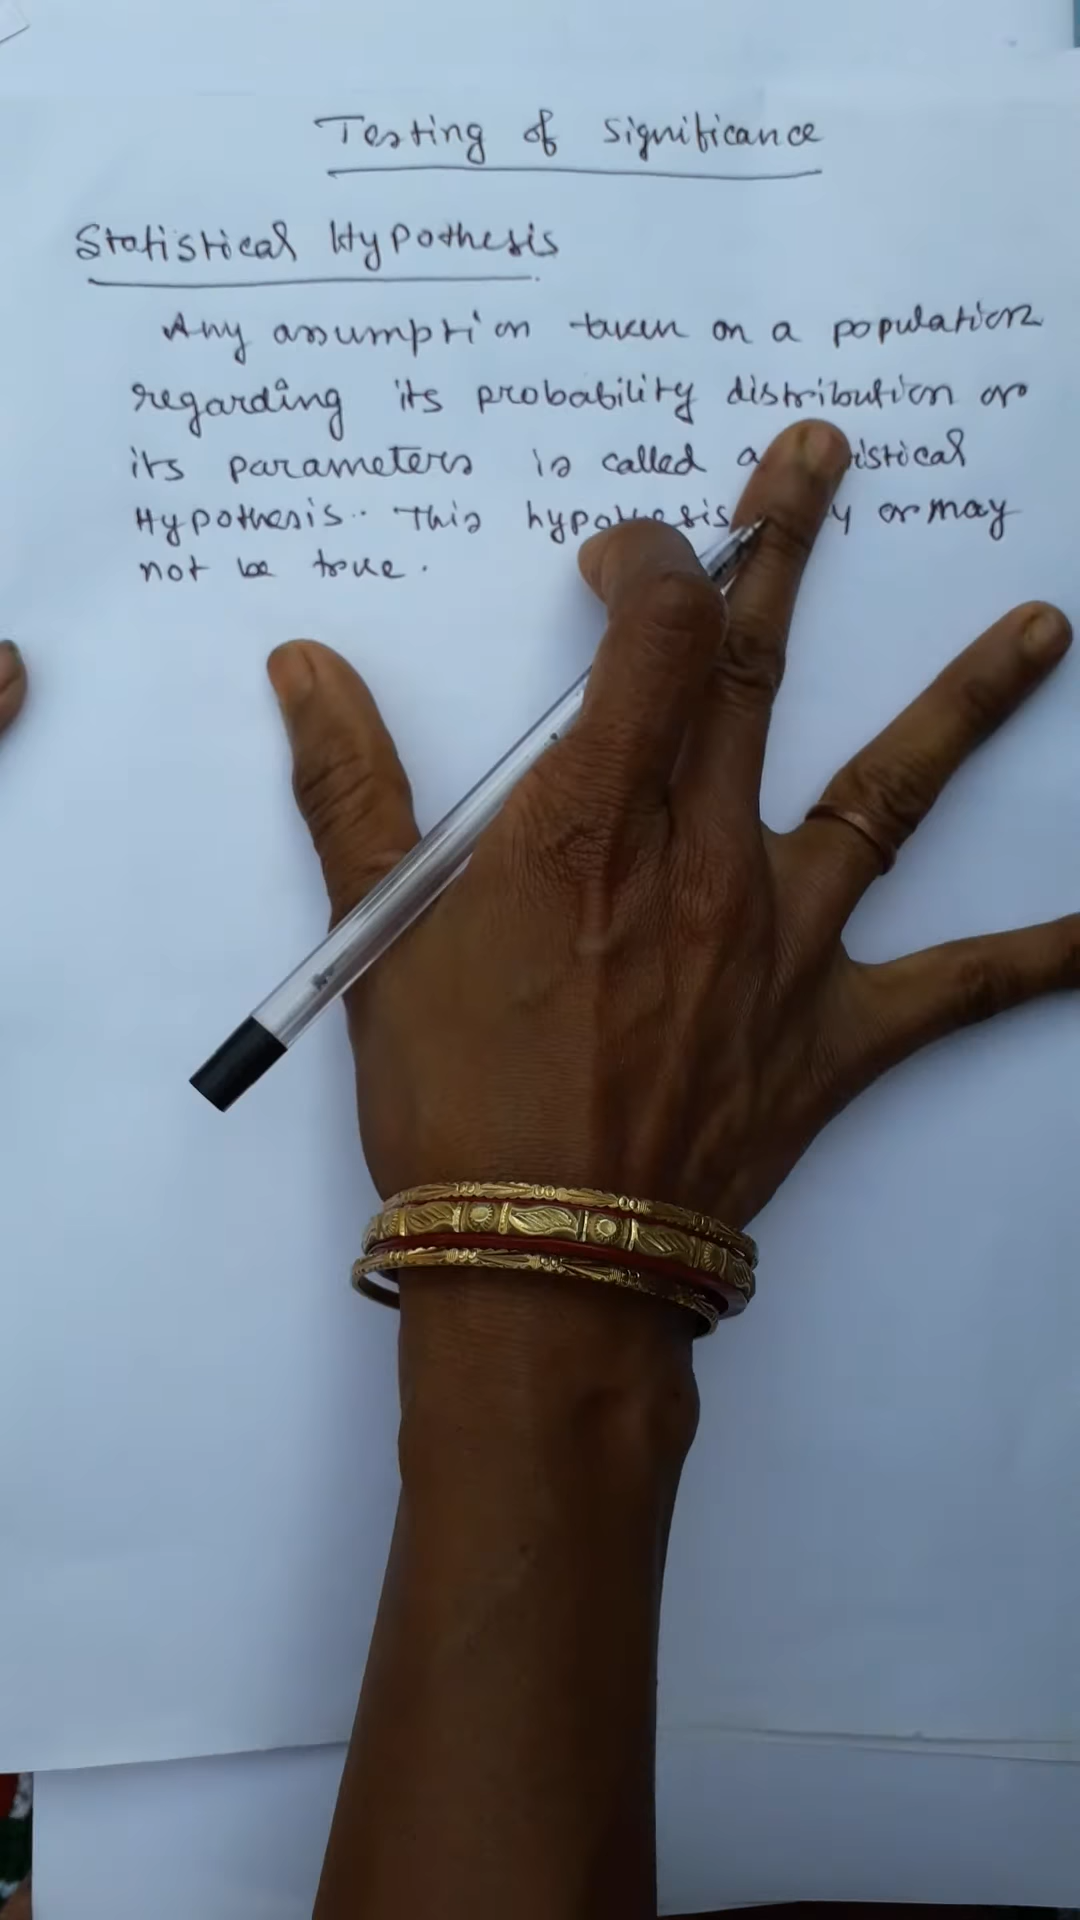 Testing of significance
Statistical Hypothesis
Any assumption taken on a population
regarding its probability distribution or
its parameters is called a istical
Hypothesis. This hypothesis y or may
not be true.